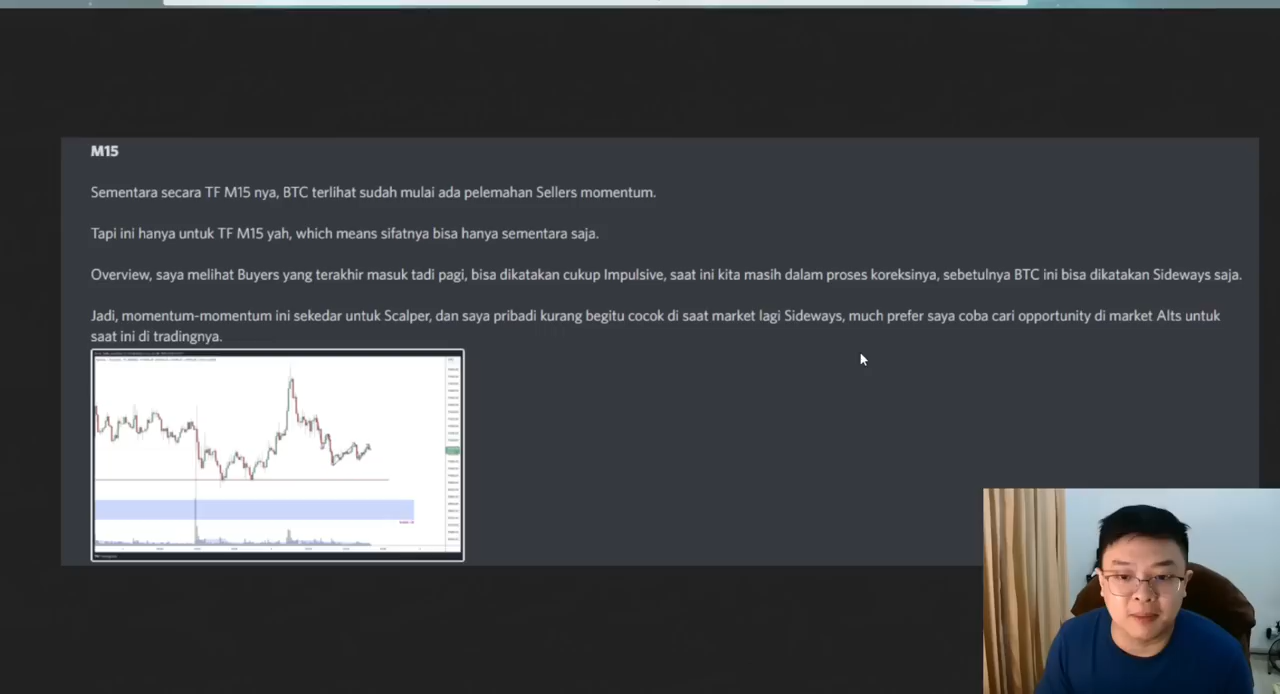 M15
Sementara secara TF M15 nya, BTC terlihat sudah mulai ada pelemahan Sellers momentum.
Tapi ini hanya untuk TF M15 yah, which means sifatnya bisa hanya sementara saja.
Overview, saya melihat Buyers yang terakhir masuk tadi pagi, bisa dikatakan cukup Impulsive, saat ini kita masih dalam proses koreksinya, sebetulnya BTC ini bisa dikatakan Sideways saja.
Jadi, momentum-momentum ini sekedar untuk Scalper, dan saya pribadi kurang begitu cocok di saat market lagi Sideways, much prefer saya coba cari opportunity di market Alts untuk
saat ini di tradingnya.